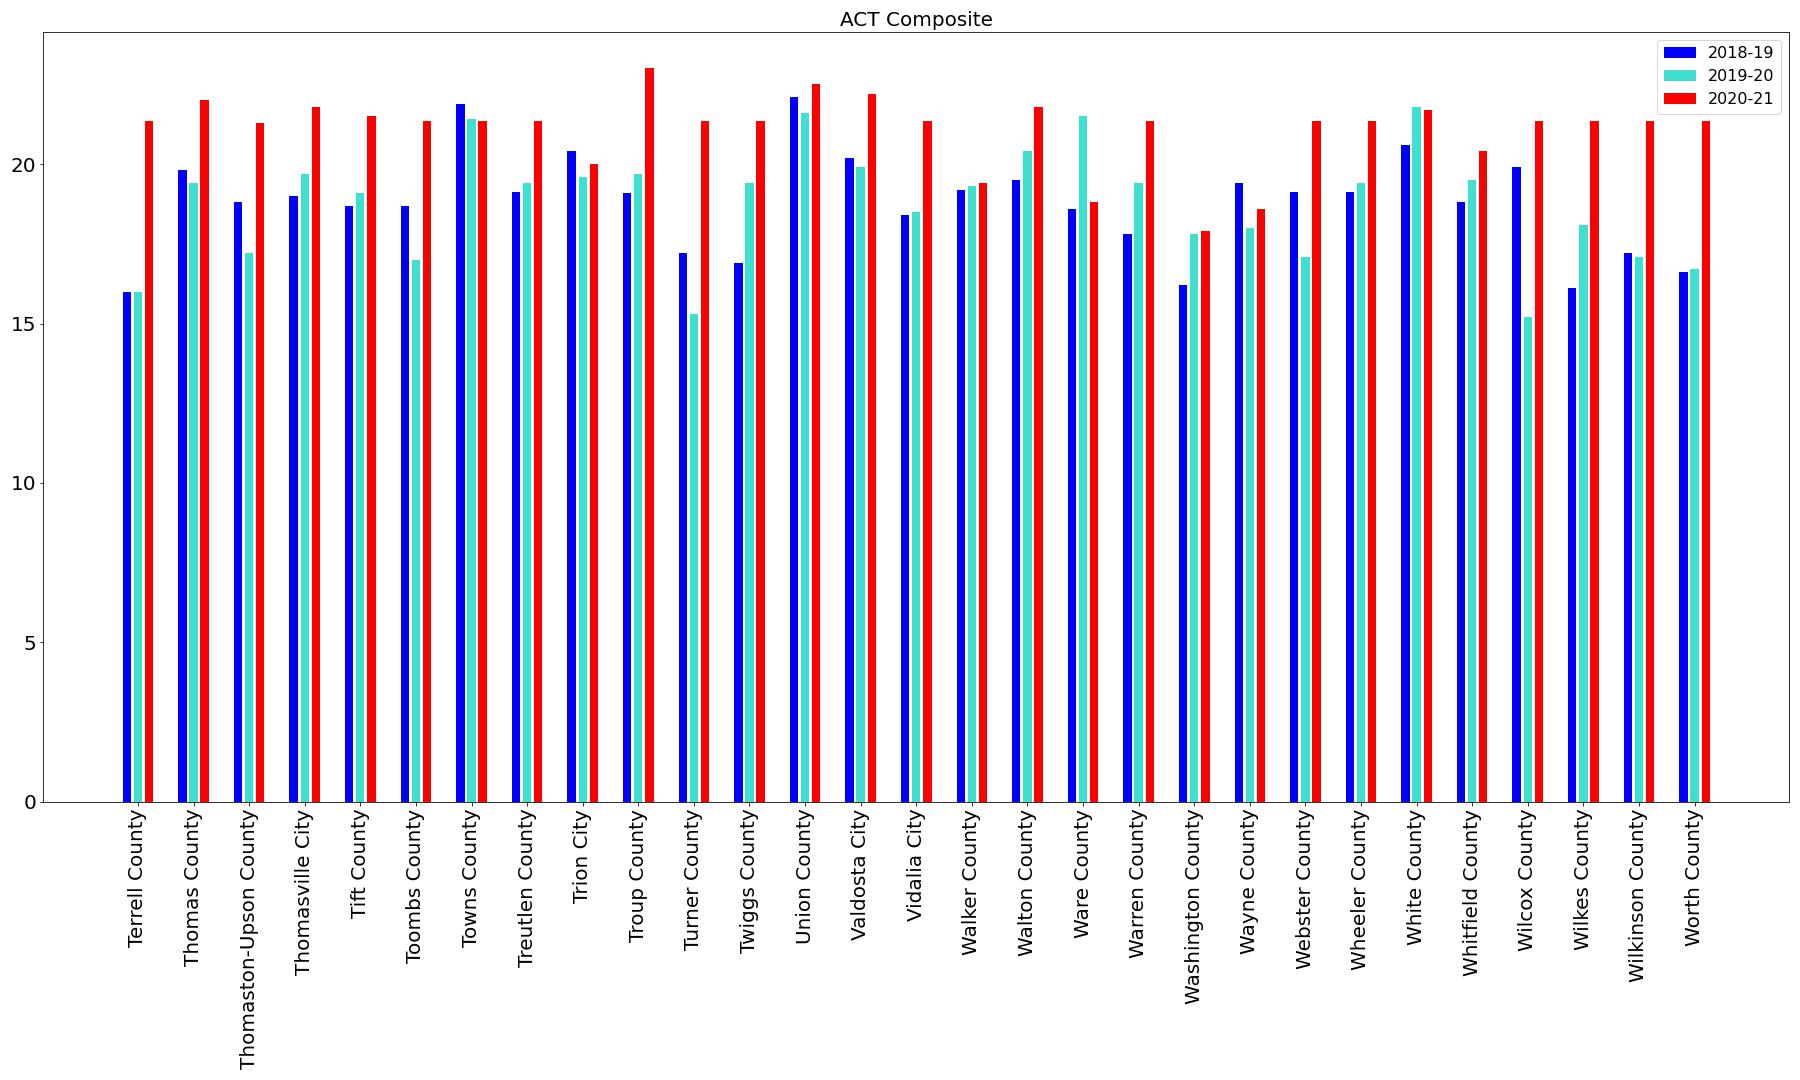 ACT Composite
2018-19
2019-20
2020-21
20
15
10
5
0
Terrell County
Thomas County
Thomaston-Upson County
Thomasville City
Tift County
Toombs County
Towns County
Treutlen County
Trion City
Troup County
Turner County
Twiggs County
Union County
Valdosta City
Vidalia City
Walker County
Walton County
Ware County
Warren County
Washington County
Wayne County
Webster County
Wheeler County
White County
Whitfield County
Wilcox County
Wilkes County
Wilkinson County
Worth County